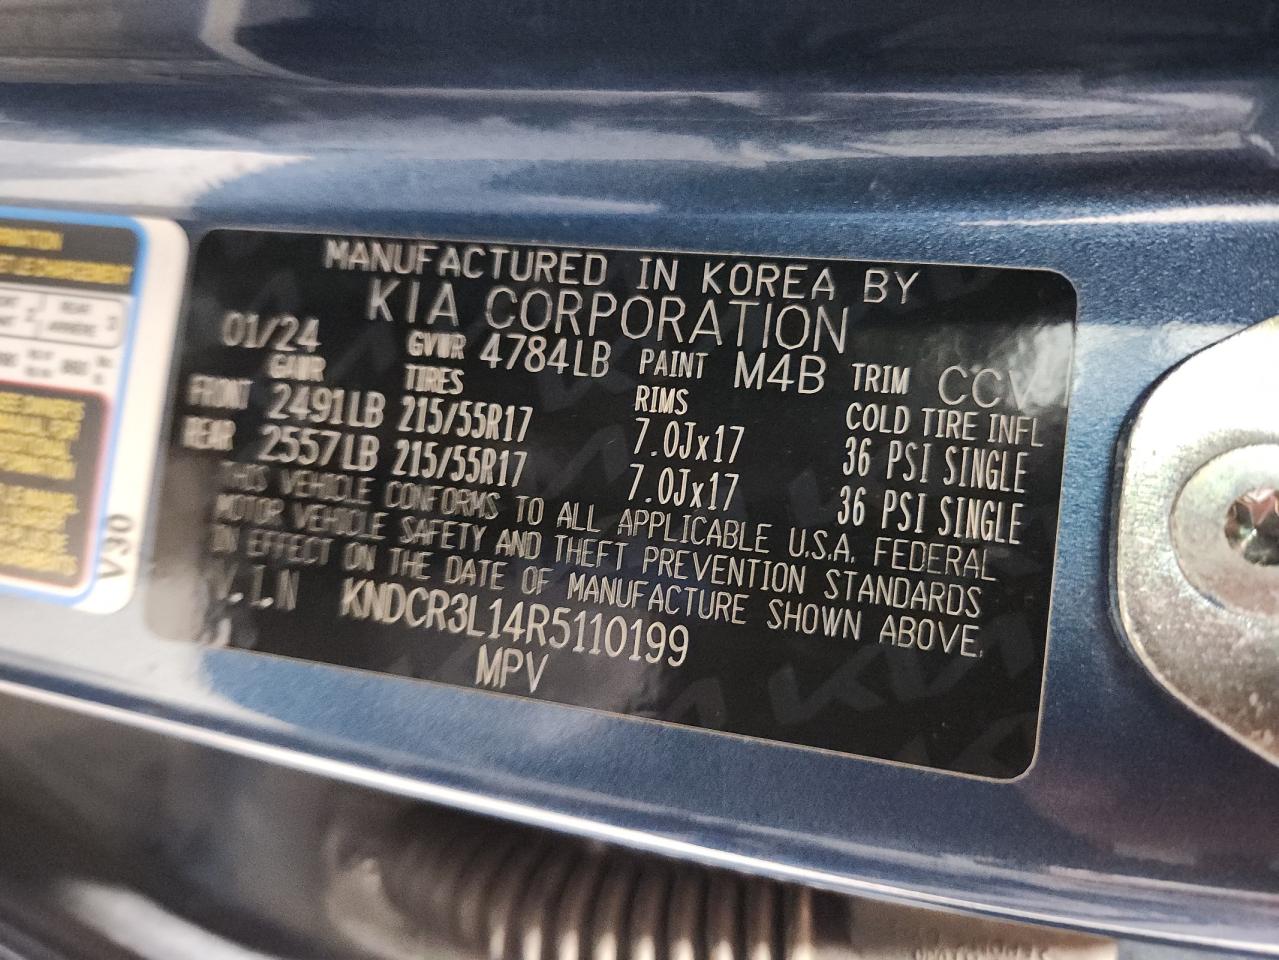 MANUFACTURED IN KOREA BY
KIA CORPORATION
01/24 GVWR 4784LB PAINT M4B TRIM CCV
GAWR TIRES RIMS COLD TIRE INFL
FRONT 2491LB 215/55R17 7.0Jx17 36 PSI SINGLE
REAR 2557LB 215/55R17 7.0Jx17 36 PSI SINGLE
THIS VEHICLE CONFORMS TO ALL APPLICABLE U.S.A. FEDERAL
MOTOR VEHICLE SAFETY AND THEFT PREVENTION STANDARDS
IN EFFECT ON THE DATE OF MANUFACTURE SHOWN ABOVE.
V.I.N KNDCR3L14R5110199
MPV
V30